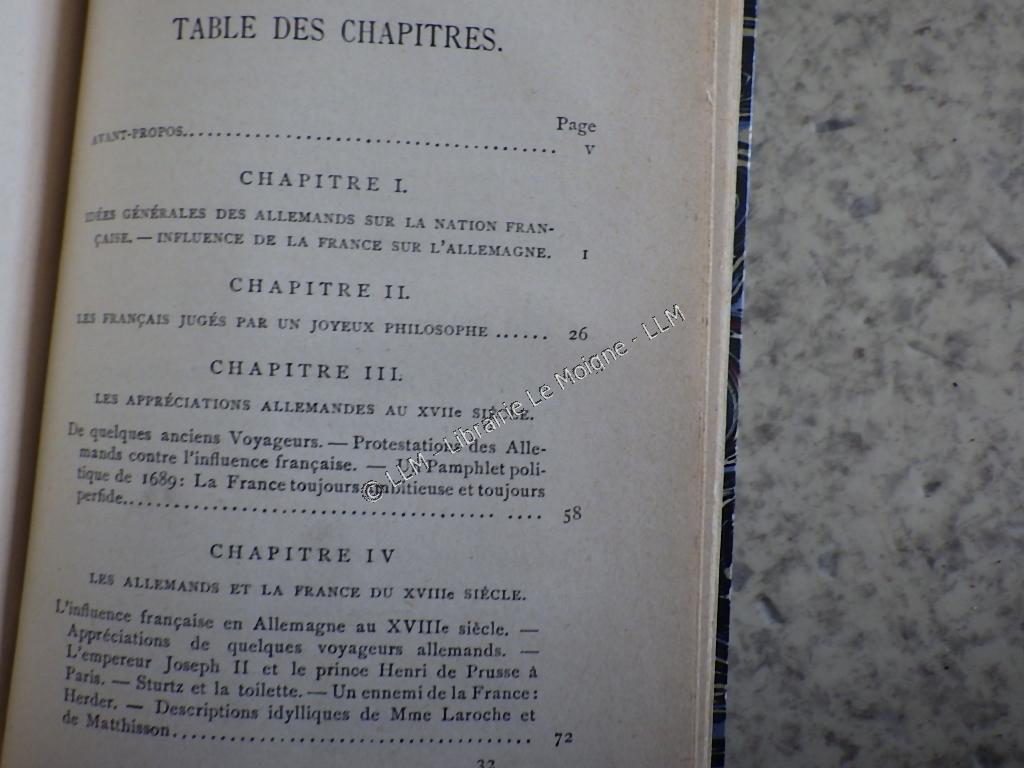 TABLE DES CHAPITRES.
Page
AVANT-PROPOS.................................................. V
CHAPITRE I.
IDÉES GÉNÉRALES DES ALLEMANDS SUR LA NATION FRAN-
ÇAISE. — INFLUENCE DE LA FRANCE SUR L'ALLEMAGNE. I
CHAPITRE II.
LES FRANÇAIS JUGÉS PAR UN JOYEUX PHILOSOPHE ...... 26
CHAPITRE III.
LES APPRÉCIATIONS ALLEMANDES AU XVIIe SIÈCLE.
De quelques anciens Voyageurs. — Protestations des Alle-
mands contre l'influence française. — Un Pamphlet poli-
tique de 1689: La France toujours ambitieuse et toujours
perfide...................................... .... 58
CHAPITRE IV
LES ALLEMANDS ET LA FRANCE DU XVIIIe SIÈCLE.
L'influence française en Allemagne au XVIIIe siècle. —
Appréciations de quelques voyageurs allemands. —
L'empereur Joseph II et le prince Henri de Prusse à
Paris. — Sturtz et la toilette. — Un ennemi de la France:
Herder. — Descriptions idylliques de Mme Laroche et
de Matthisson.................................... 72
32
© LLM - Librairie Le Moigne - LLM